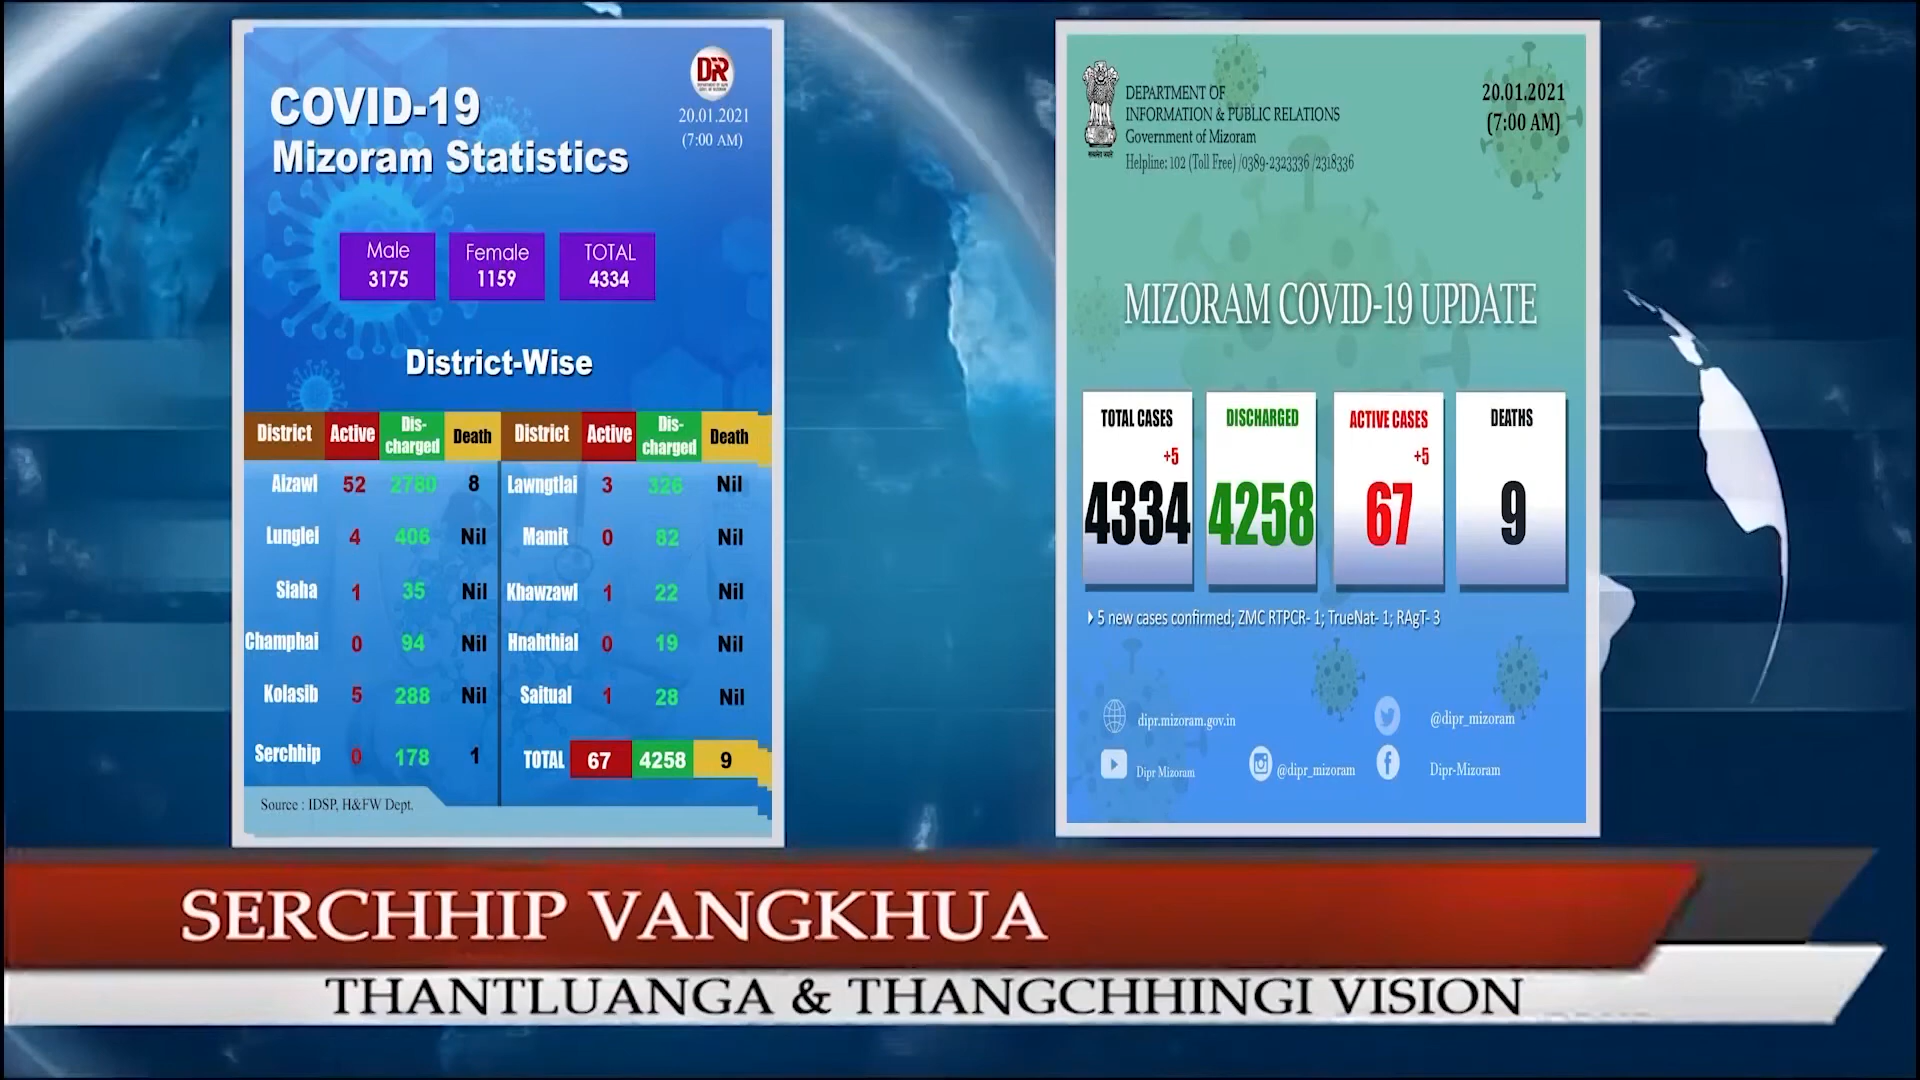 DIPR
20.01.2021
(7:00 AM)
COVID-19
Mizoram Statistics
Male
3175
Female
1159
TOTAL
4334
District-Wise
District Active Dis-charged Death District Active Dis-charged Death
Aizawl 52 2780 8 Lawngtlai 3 326 Nil
Lunglei 4 406 Nil Mamit 0 82 Nil
Siaha 1 35 Nil Khawzawl 1 22 Nil
Champhai 0 94 Nil Hnahthial 0 19 Nil
Kolasib 5 288 Nil Saitual 1 28 Nil
Serchhip 0 178 1 TOTAL 67 4258 9
Source : IDSP, H&FW Dept.
DEPARTMENT OF
INFORMATION & PUBLIC RELATIONS
Government of Mizoram
Helpline: 102 (Toll Free) /0389-2323336 /2318336
20.01.2021
(7:00 AM)
MIZORAM COVID-19 UPDATE
TOTAL CASES
+5
4334
DISCHARGED
4258
ACTIVE CASES
+5
67
DEATHS
9
5 new cases confirmed; ZMC RTPCR- 1; TrueNat- 1; RAgT- 3
dipr.mizoram.gov.in
@dipr_mizoram
Dipr Mizoram
@dipr_mizoram
Dipr-Mizoram
SERCHHIP VANGKHUA
THANTLUANGA & THANGCHHINGI VISION